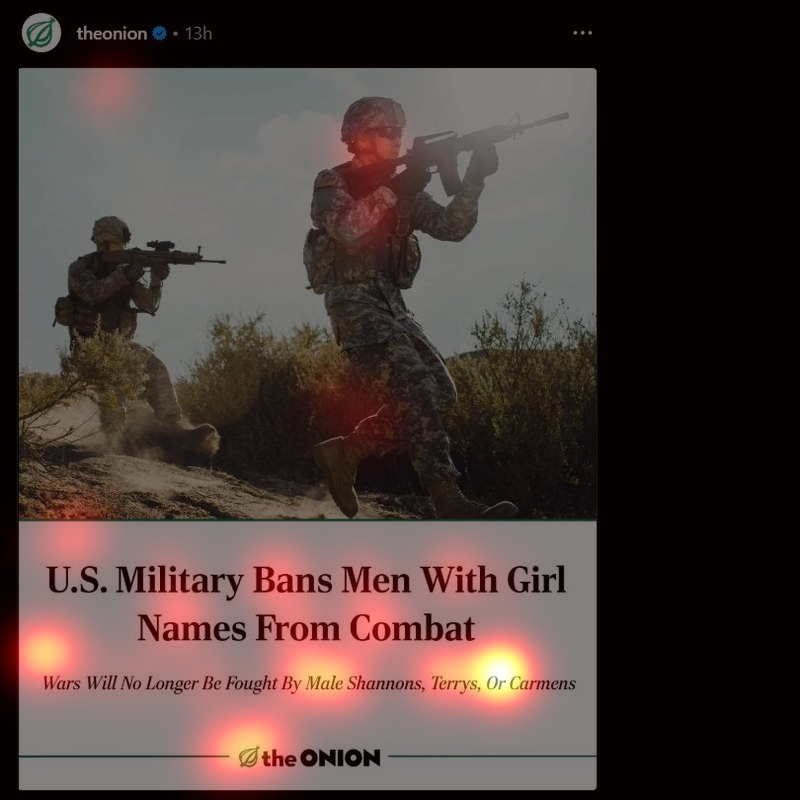 theonion • 13h
U.S. Military Bans Men With Girl
Names From Combat
Wars Will No Longer Be Fought By Male Shannons, Terrys, Or Carmens
the ONION